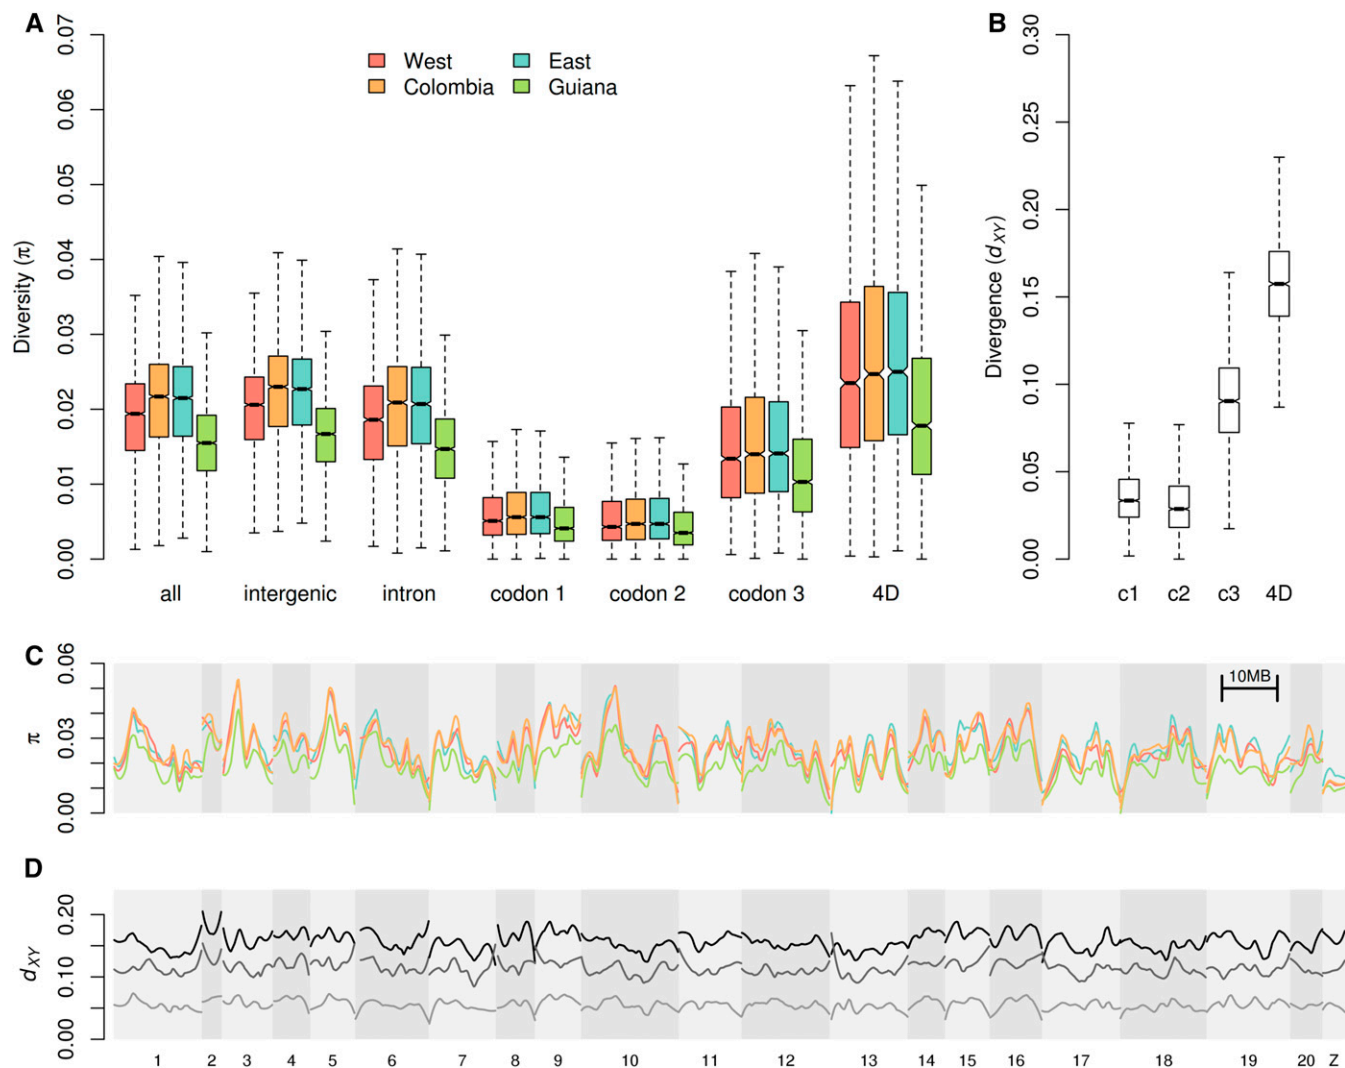 A
B
0.07
0.06
0.05
0.04
0.03
0.02
0.01
0.00
Diversity (π)
West
East
Colombia
Guiana
all
intergenic
intron
codon 1
codon 2
codon 3
4D
0.30
0.25
0.20
0.15
0.10
0.05
0.00
Divergence (dXY)
c1
c2
c3
4D
C
0.06
0.03
0.00
π
10MB
D
0.20
0.10
0.00
dXY
1 2 3 4 5 6 7 8 9 10 11 12 13 14 15 16 17 18 19 20 Z